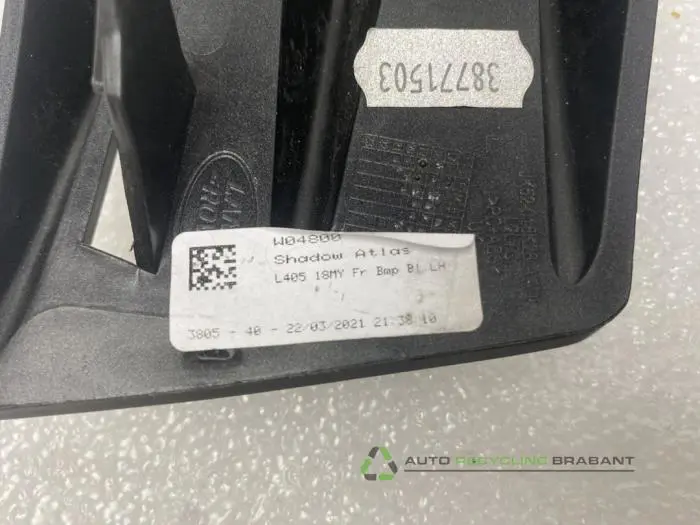 38771503
W04800
Shadow Atlas
L405 18MY Fr Bmp Bl LH
3805 - 40 - 22/03/2021 21:38:10
AUTO RECYCLING BRABANT